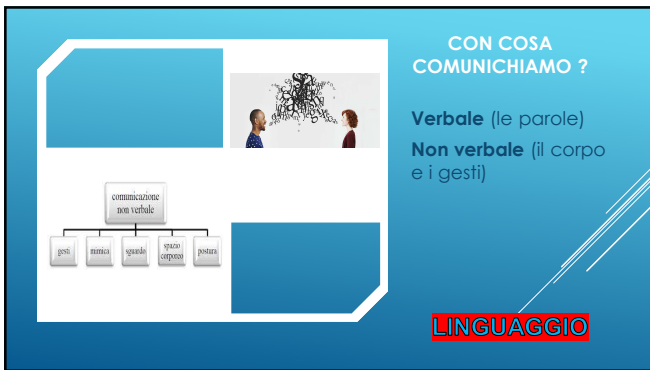 CON COSA
COMUNICHIAMO ?
Verbale (le parole)
Non verbale (il corpo
e i gesti)
comunicazione
non verbale
gesti mimica sguardo spazio corporeo postura
LINGUAGGIO